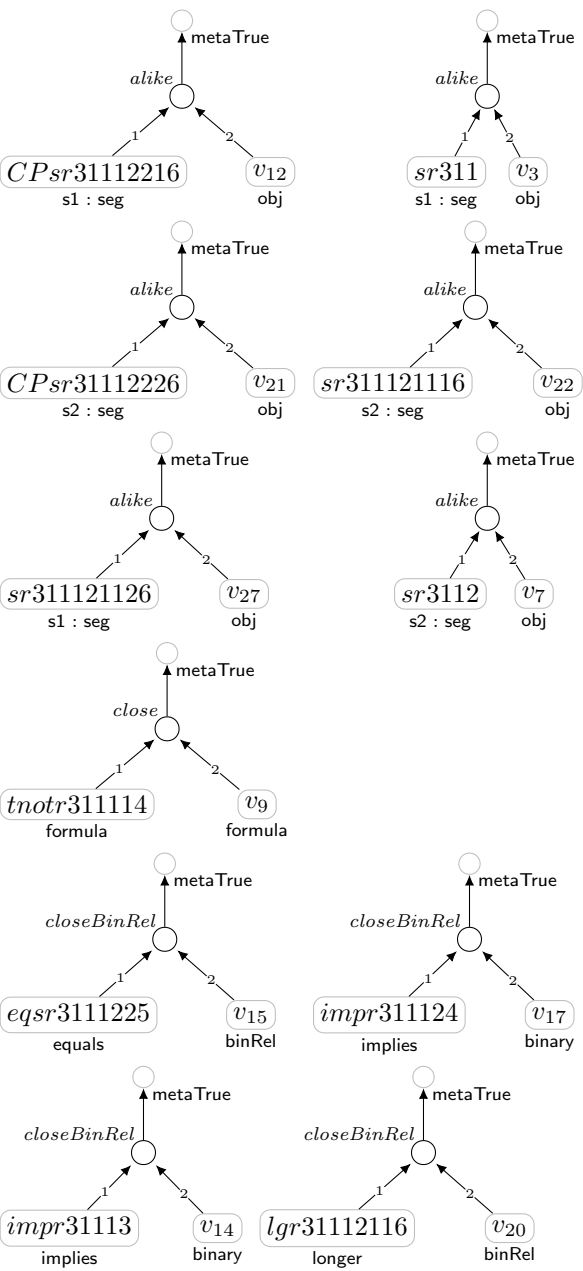 metaTrue metaTrue
alike alike
1 2 1 2
CPsr31112216 v12 sr311 v3
s1 : seg obj s1 : seg obj
metaTrue metaTrue
alike alike
1 2 1 2
CPsr31112226 v21 sr311121116 v22
s2 : seg obj s2 : seg obj
metaTrue metaTrue
alike alike
1 2 1 2
sr311121126 v27 sr3112 v7
s1 : seg obj s2 : seg obj
metaTrue
close
1 2
tnotr311114 v9
formula formula
metaTrue metaTrue
closeBinRel closeBinRel
1 2 1 2
eqsr3111225 v15 impr311124 v17
equals binRel implies binary
metaTrue metaTrue
closeBinRel closeBinRel
1 2 1 2
impr31113 v14 lgr31112116 v20
implies binary longer binRel